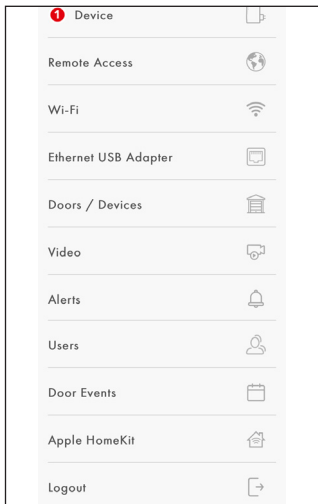 1 Device
Remote Access
Wi-Fi
Ethernet USB Adapter
Doors / Devices
Video
Alerts
Users
Door Events
Apple HomeKit
Logout